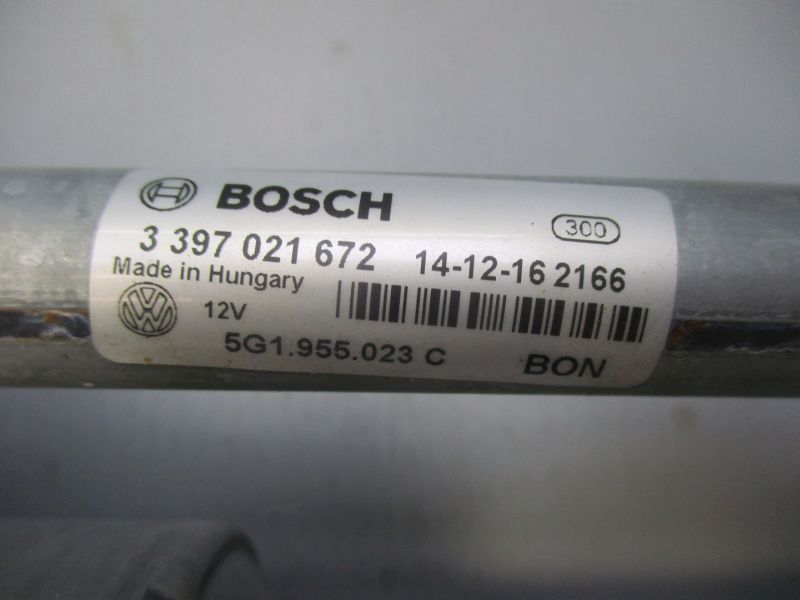 BOSCH
300
3 397 021 672 14-12-16 2166
Made in Hungary
12V
5G1.955.023 C BON